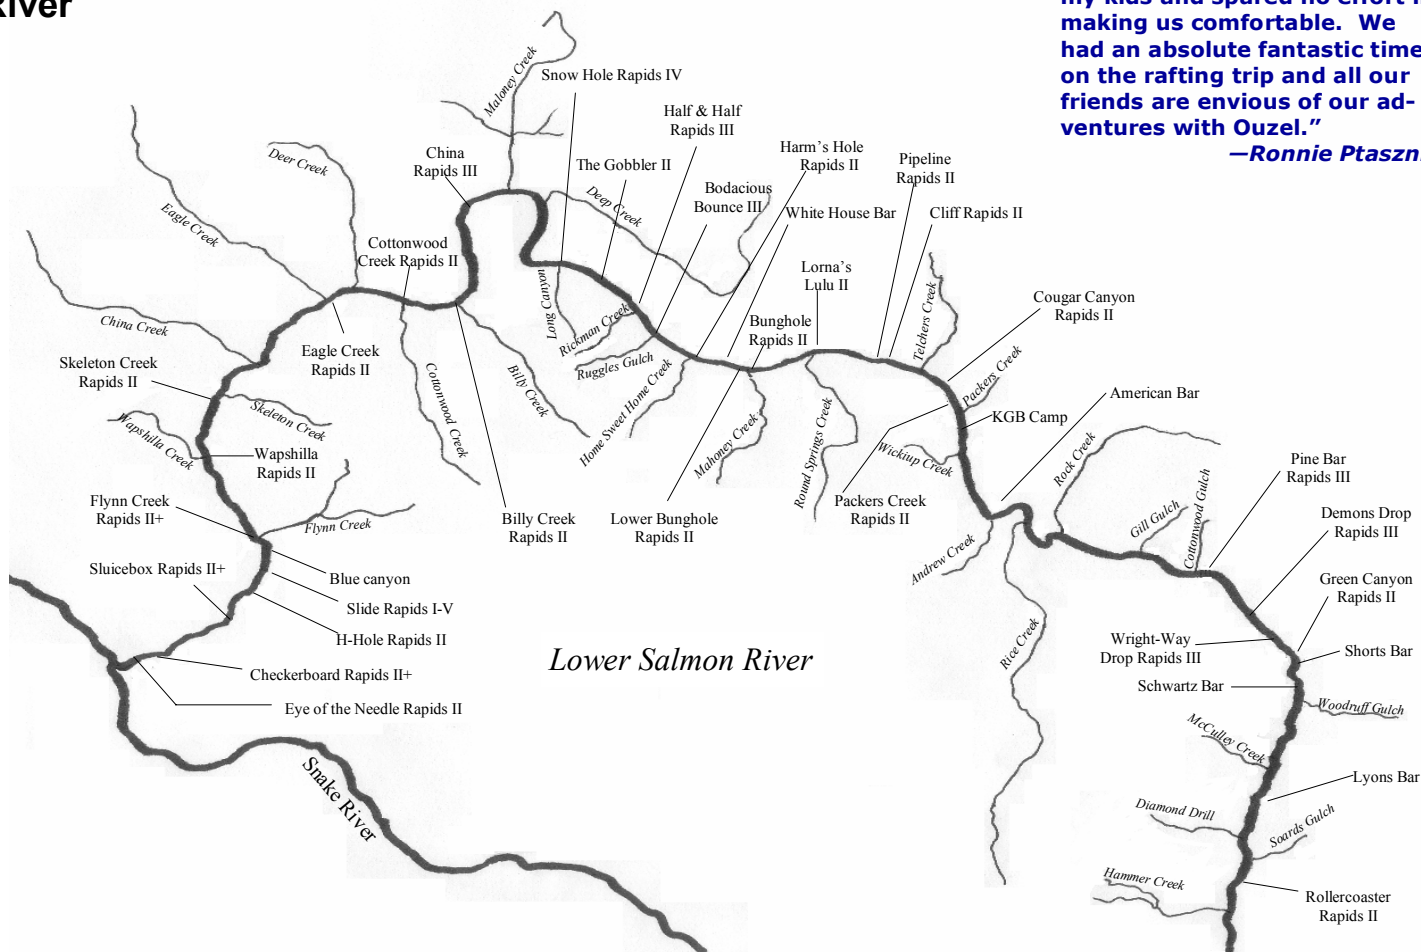 River
making us comfortable. We
had an absolute fantastic time
on the rafting trip and all our
friends are envious of our ad-
ventures with Ouzel.”
—Ronnie
Maloney Creek
Snow Hole Rapids IV
Half & Half
Rapids III
China
Rapids III
The Gobbler II
Harm’s Hole
Rapids II
Pipeline
Rapids II
Deer Creek
Deep Creek
Bodacious
Bounce III
White House Bar
Cliff Rapids II
Eagle Creek
Cottonwood
Creek Rapids II
Long Canyon
Lorna’s
Lulu II
Telchers Creek
Cougar Canyon
Rapids II
China Creek
Rickman Creek
Bunghole
Rapids II
Eagle Creek
Rapids II
Ruggles Gulch
Skeleton Creek
Rapids II
Billy Creek
Cottonwood Creek
Home Sweet Home Creek
Packers Creek
American Bar
Skeleton Creek
KGB Camp
Wapshilla Creek
Mahoney Creek
Round Springs Creek
Wickiup Creek
Rock Creek
Wapshilla
Rapids II
Pine Bar
Rapids III
Flynn Creek
Rapids II+
Flynn Creek
Billy Creek
Rapids II
Lower Bunghole
Rapids II
Packers Creek
Rapids II
Gill Gulch
Cottonwood Gulch
Demons Drop
Rapids III
Andrew Creek
Sluicebox Rapids II+
Blue canyon
Green Canyon
Rapids II
Slide Rapids I-V
H-Hole Rapids II
Rice Creek
Wright-Way
Drop Rapids III
Shorts Bar
Lower Salmon River
Checkerboard Rapids II+
Schwartz Bar
Eye of the Needle Rapids II
Woodruff Gulch
McCulley Creek
Snake River
Lyons Bar
Diamond Drill
Soards Gulch
Hammer Creek
Rollercoaster
Rapids II